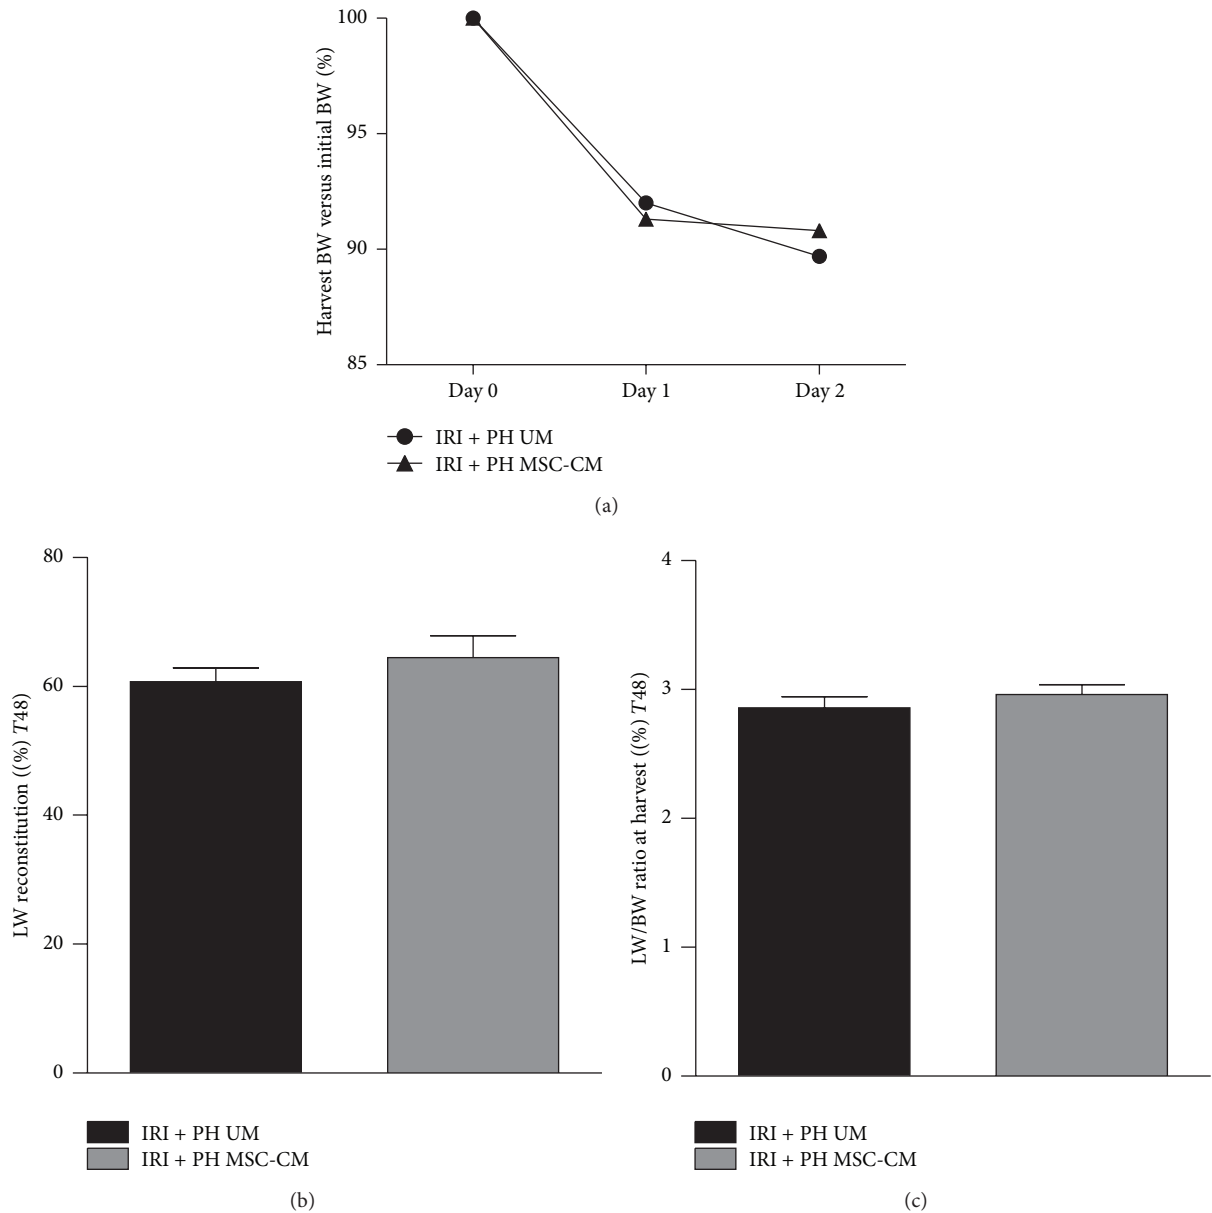 100
95
90
85
Harvest BW versus initial BW (%)
Day 0 Day 1 Day 2
IRI + PH UM
IRI + PH MSC-CM
(a)
80
60
40
20
0
LW reconstitution ((%) T48)
IRI + PH UM
IRI + PH MSC-CM
(b)
4
3
2
1
0
LW/BW ratio at harvest ((%) T48)
IRI + PH UM
IRI + PH MSC-CM
(c)